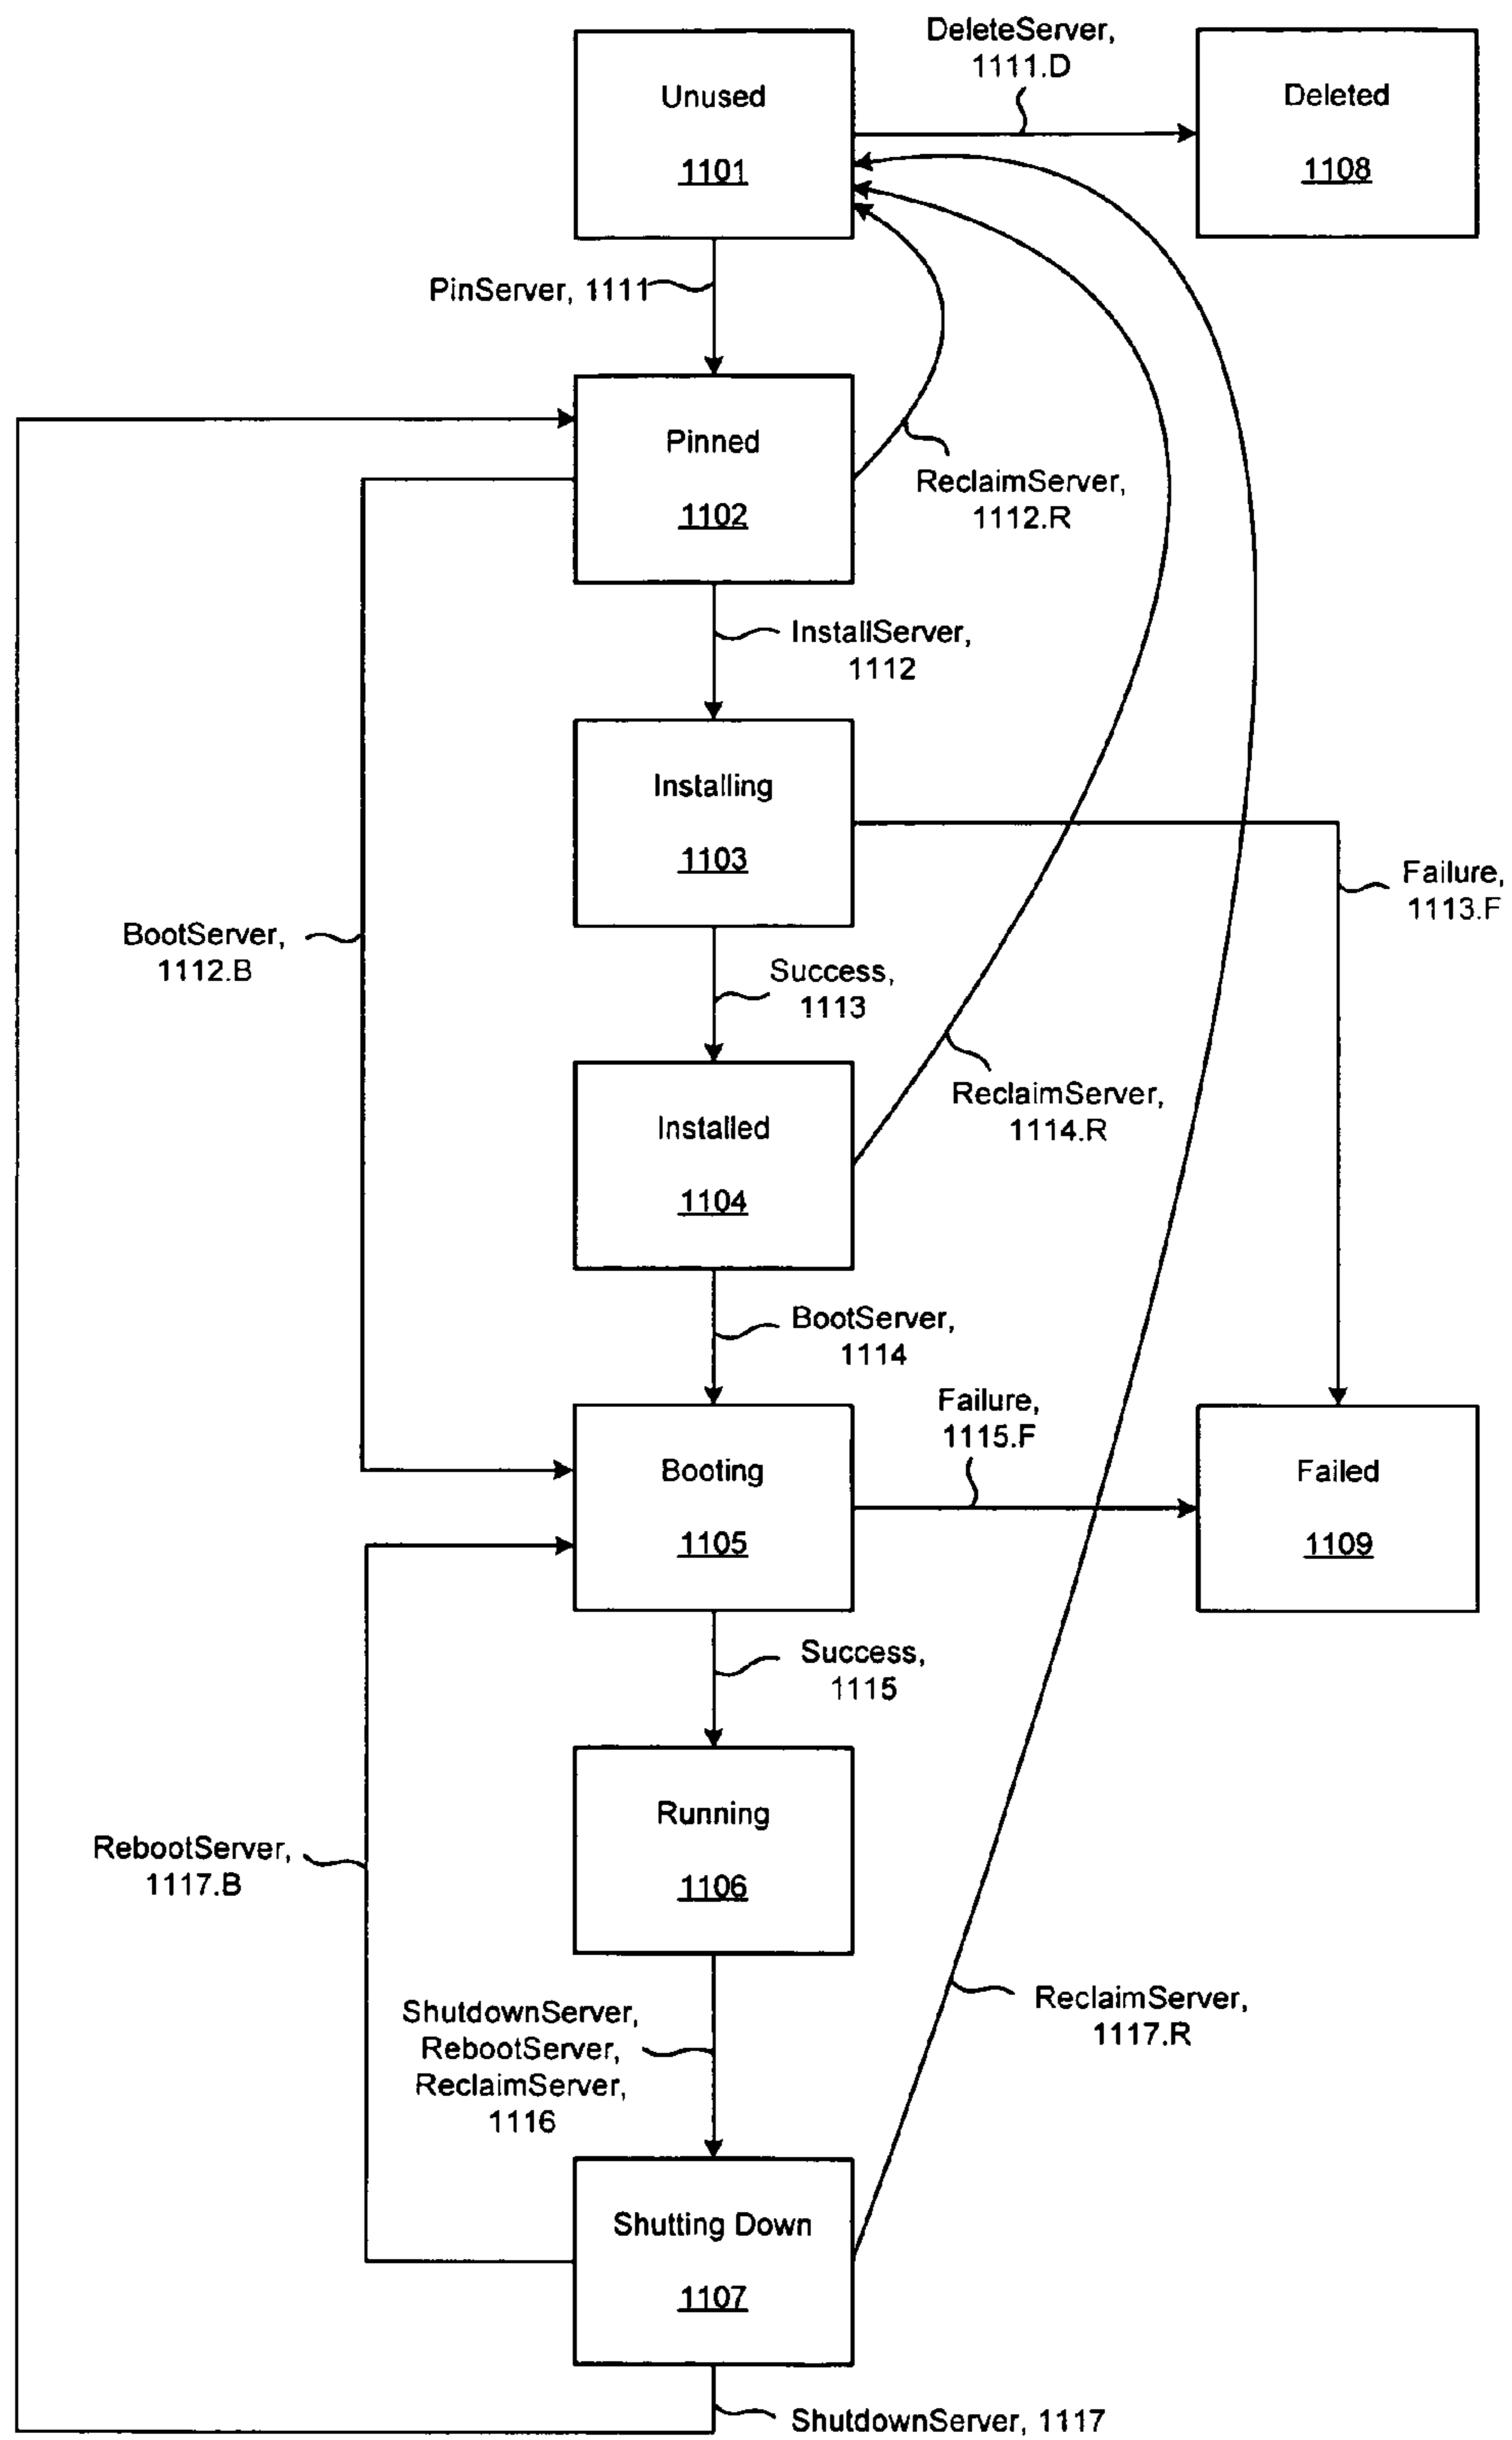 DeleteServer,
1111.D
Unused
1101
Deleted
1108
PinServer, 1111
Pinned
1102
ReclaimServer,
1112.R
InstallServer,
1112
Installing
1103
Failure,
1113.F
BootServer,
1112.B
Success,
1113
Installed
1104
ReclaimServer,
1114.R
BootServer,
1114
Failure,
1115.F
Booting
1105
Failed
1109
Success,
1115
Running
1106
RebootServer,
1117.B
ShutdownServer,
RebootServer,
ReclaimServer,
1116
ReclaimServer,
1117.R
Shutting Down
1107
ShutdownServer, 1117